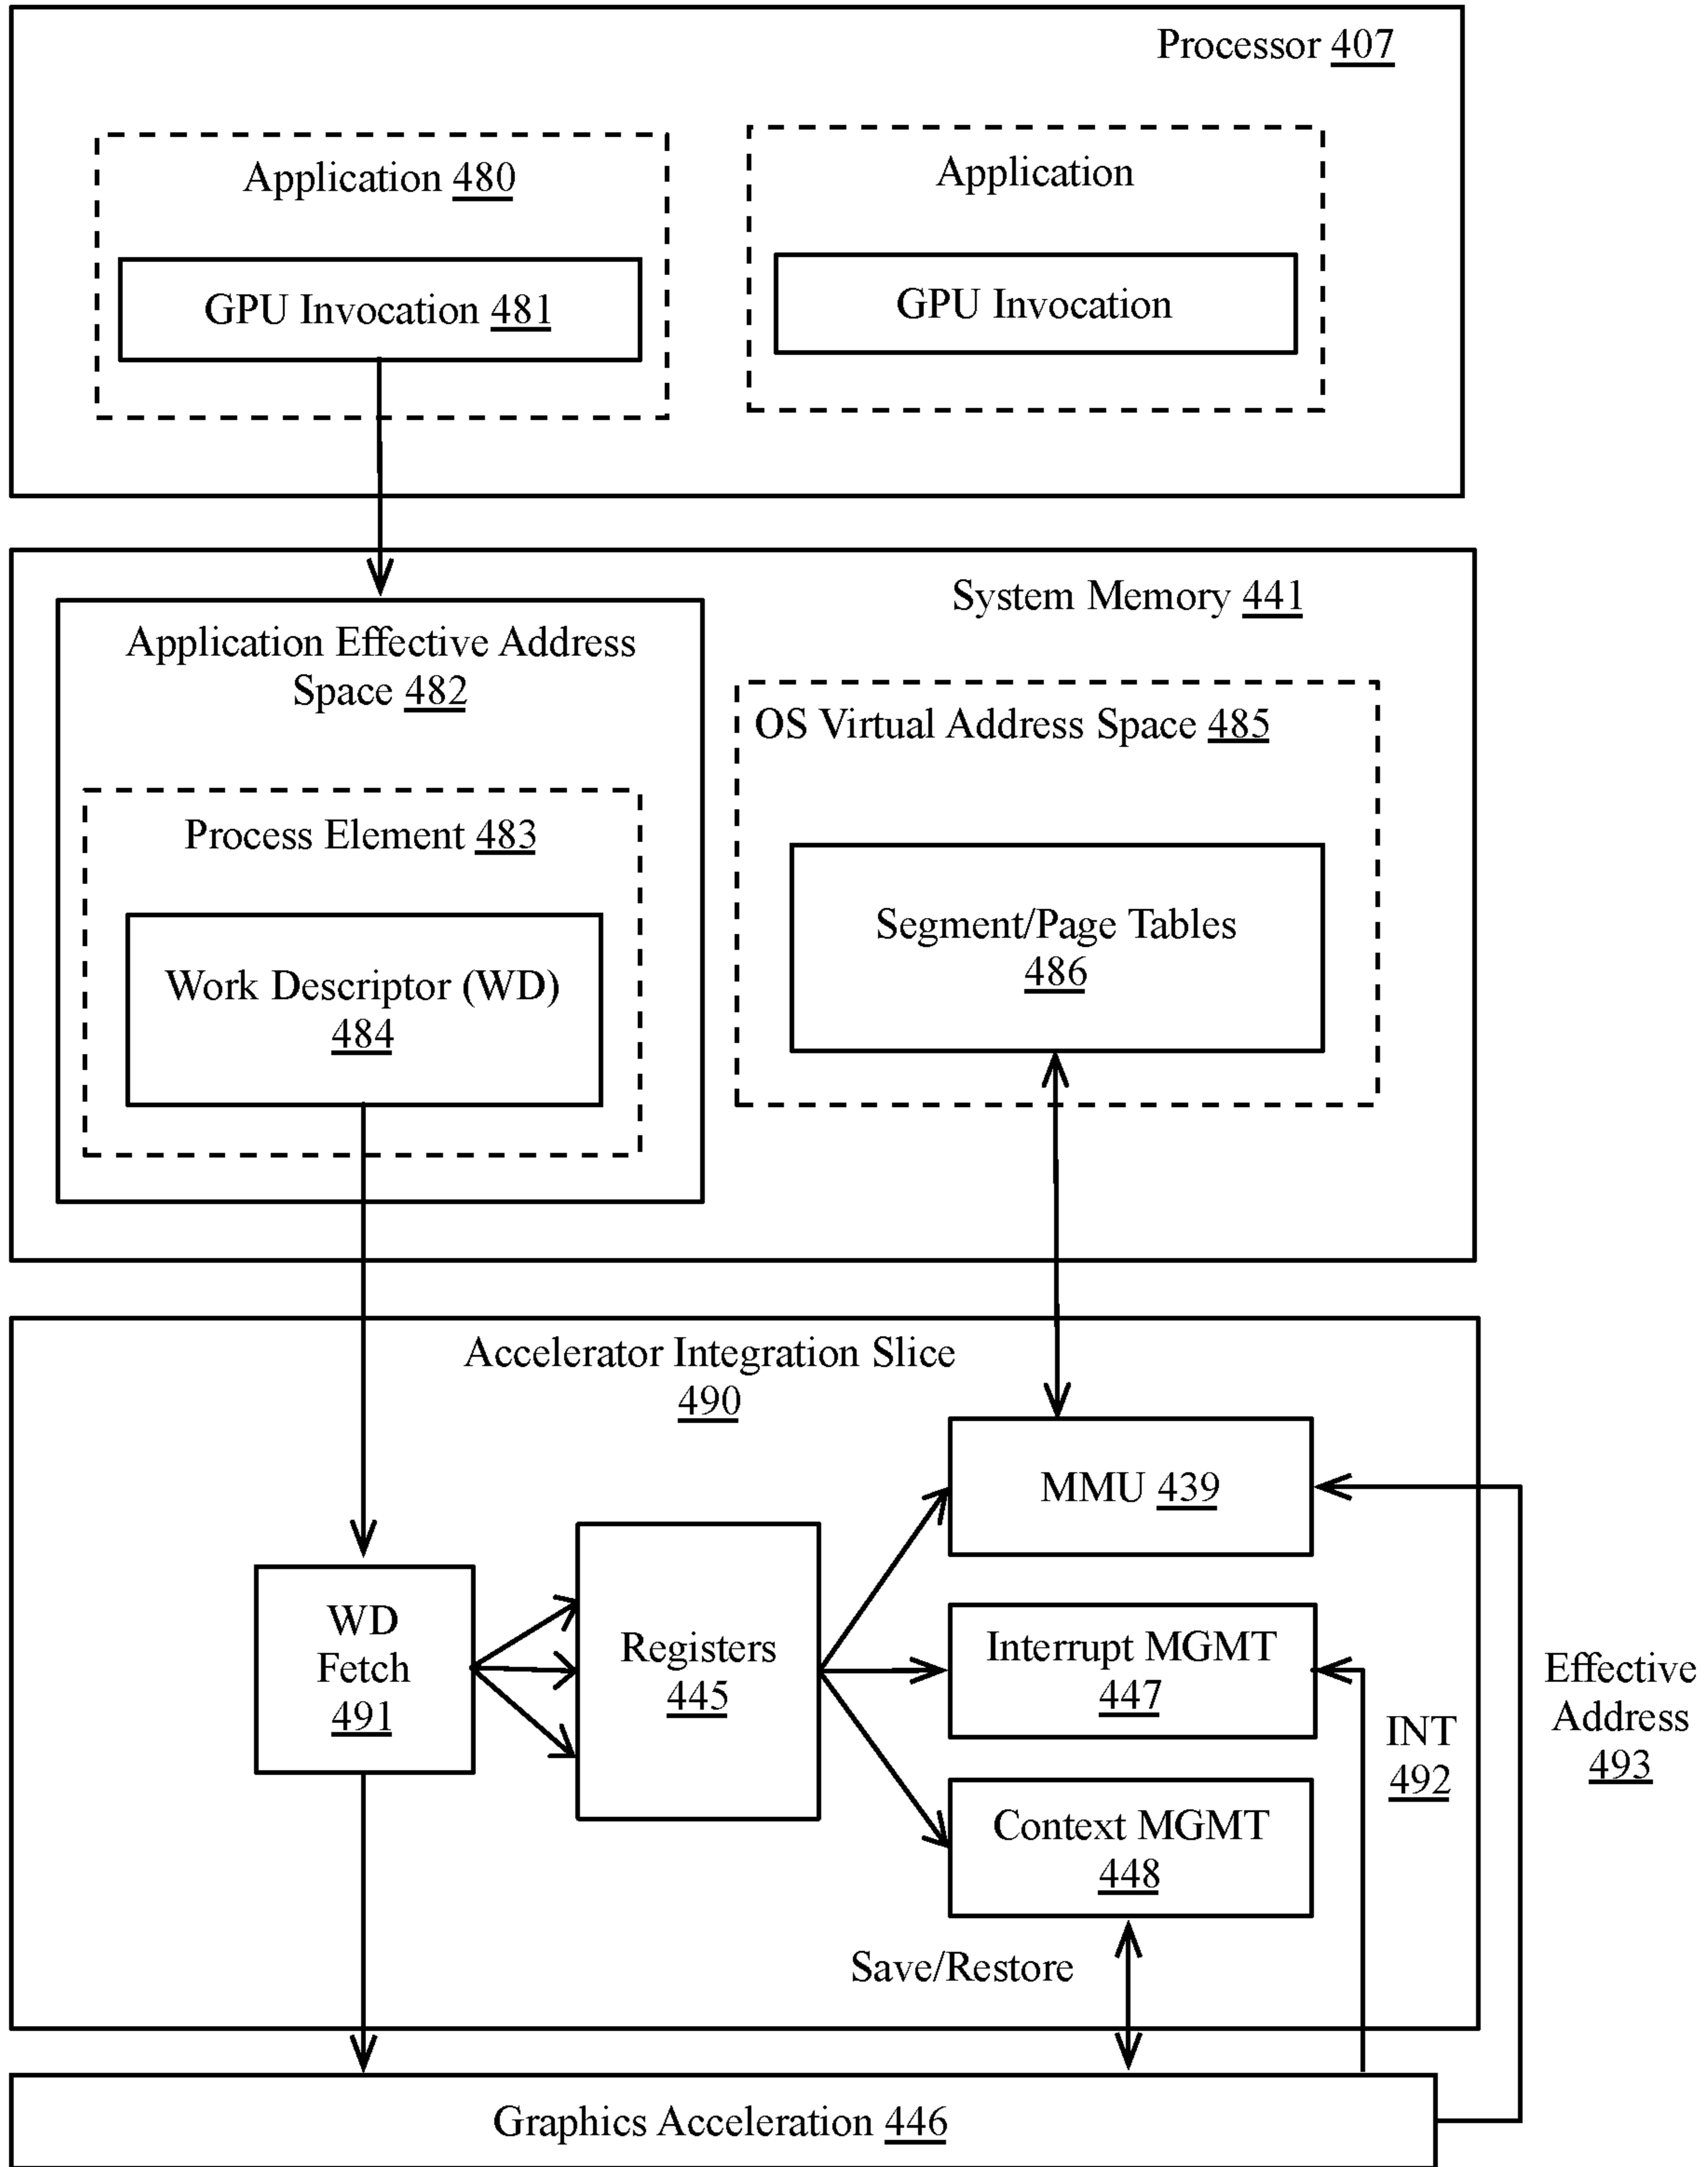 Processor 407
Application 480
Application
GPU Invocation 481
GPU Invocation
System Memory 441
Application Effective Address
Space 482
OS Virtual Address Space 485
Process Element 483
Segment/Page Tables
486
Work Descriptor (WD)
484
Accelerator Integration Slice
490
MMU 439
WD
Fetch
491
Registers
445
Interrupt MGMT
447
Effective
Address
493
INT
492
Context MGMT
448
Save/Restore
Graphics Acceleration 446